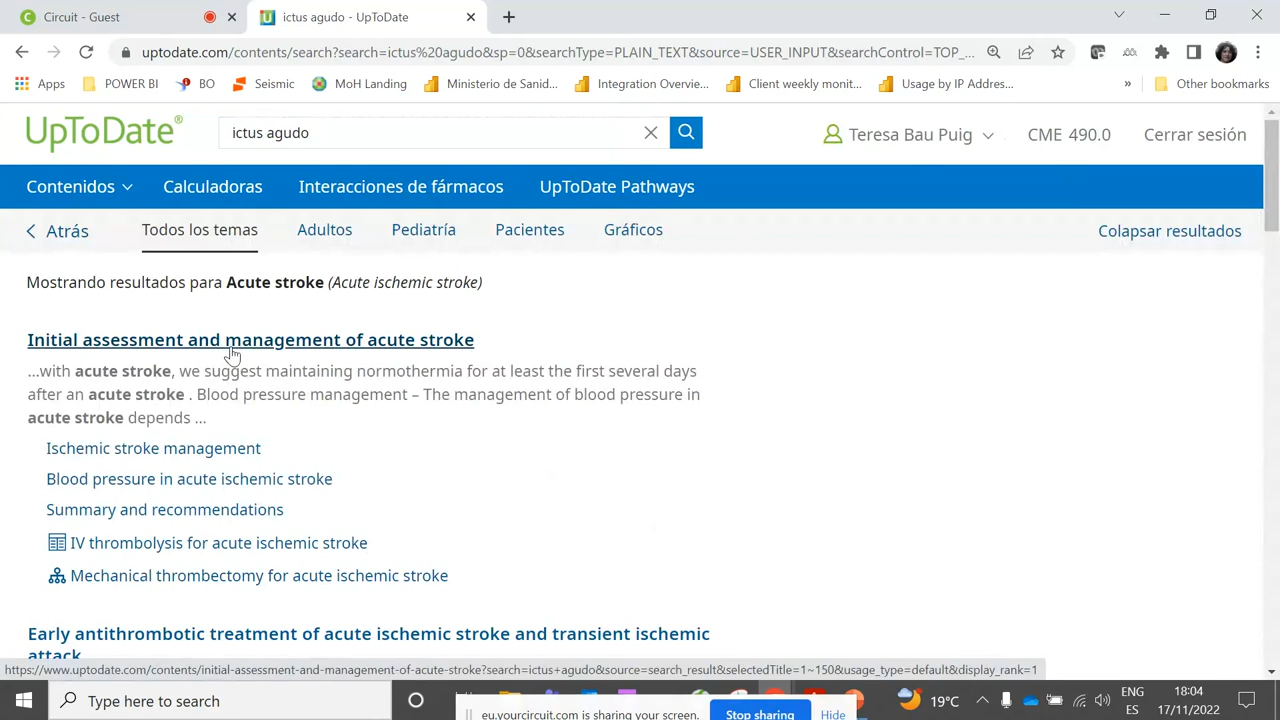 Circuit - Guest
ictus agudo - UpToDate
uptodate.com/contents/search?search=ictus%20agudo&sp=0&searchType=PLAIN_TEXT&source=USER_INPUT&searchControl=TOP_...
Apps POWER BI BO Seismic MoH Landing Ministerio de Sanid... Integration Overvie... Client weekly monit... Usage by IP Addres... » Other bookmarks
UpToDate® ictus agudo Teresa Bau Puig CME 490.0 Cerrar sesión
Contenidos Calculadoras Interacciones de fármacos UpToDate Pathways
Atrás Todos los temas Adultos Pediatría Pacientes Gráficos Colapsar resultados
Mostrando resultados para Acute stroke (Acute ischemic stroke)
Initial assessment and management of acute stroke
...with acute stroke, we suggest maintaining normothermia for at least the first several days
after an acute stroke . Blood pressure management – The management of blood pressure in
acute stroke depends ...
Ischemic stroke management
Blood pressure in acute ischemic stroke
Summary and recommendations
IV thrombolysis for acute ischemic stroke
Mechanical thrombectomy for acute ischemic stroke
Early antithrombotic treatment of acute ischemic stroke and transient ischemic
attack
https://www.uptodate.com/contents/initial-assessment-and-management-of-acute-stroke?search=ictus+agudo&source=search_result&selectedTitle=1~150&usage_type=default&display_rank=1
Type here to search
19°C ENG 18:04
ES 17/11/2022
eu.yourcircuit.com is sharing your screen. Stop sharing Hide